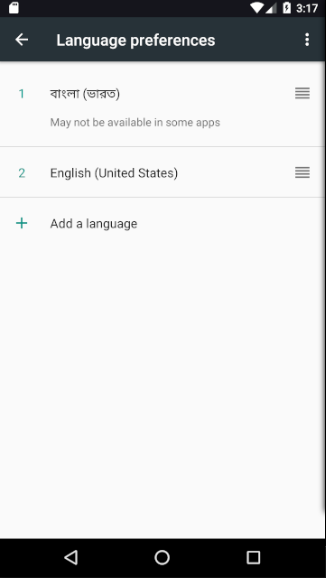 3:17
Language preferences
1 বাংলা (ভারত)
May not be available in some apps
2 English (United States)
+ Add a language